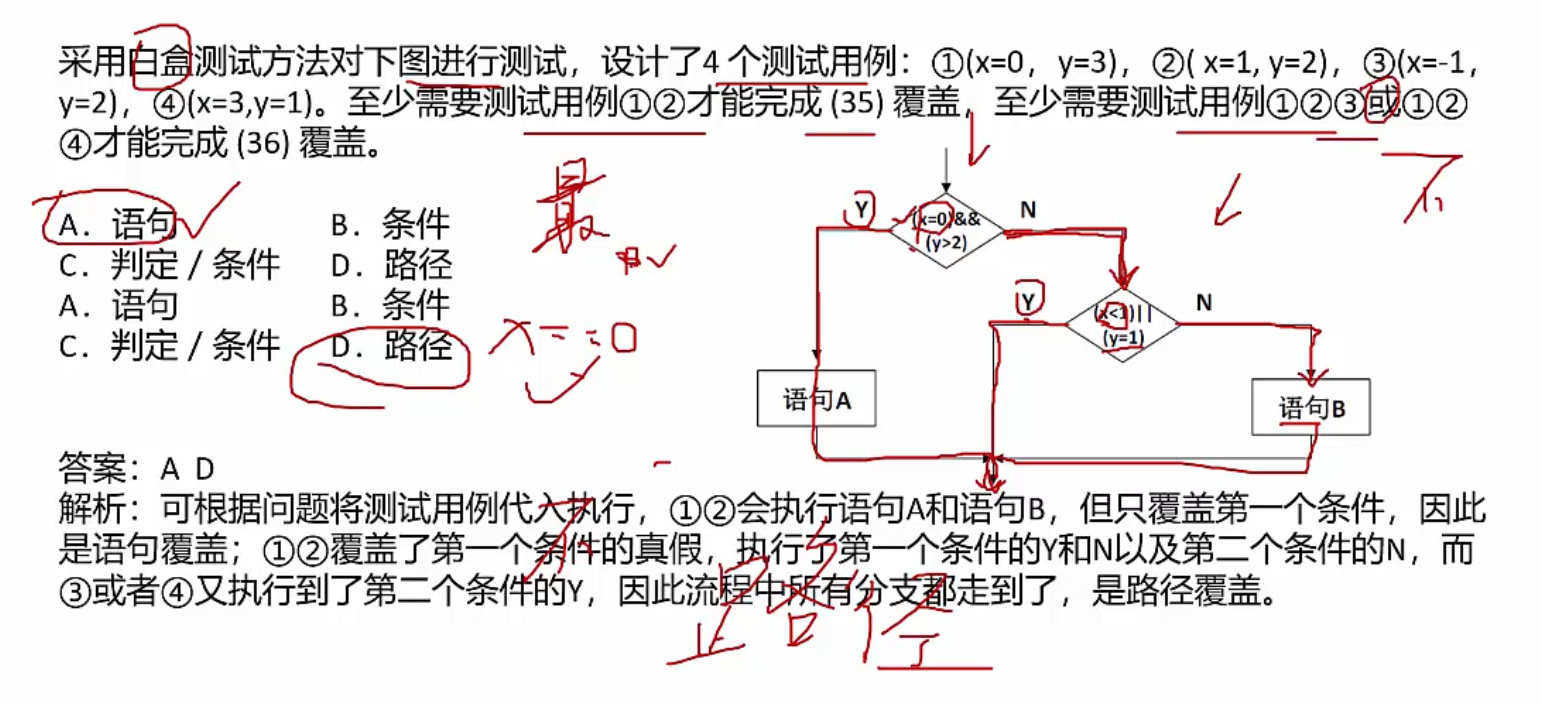 采用白盒测试方法对下图进行测试，设计了4 个测试用例：①(x=0，y=3)，②( x=1, y=2)，③(x=-1,
y=2)，④(x=3,y=1)。至少需要测试用例①②才能完成 (35) 覆盖，至少需要测试用例①②③或①②
④才能完成 (36) 覆盖。
A．语句 B．条件
C．判定 / 条件 D．路径
A．语句 B．条件
C．判定 / 条件 D．路径
x==0
Y
(x=0)&&
(y>2)
N
Y
(x<1)||
(y=1)
N
语句A
语句B
答案：A D
解析：可根据问题将测试用例代入执行，①②会执行语句A和语句B，但只覆盖第一个条件，因此
是语句覆盖；①②覆盖了第一个条件的真假，执行了第一个条件的Y和N以及第二个条件的N，而
③或者④又执行到了第二个条件的Y，因此流程中所有分支都走到了，是路径覆盖。
路径